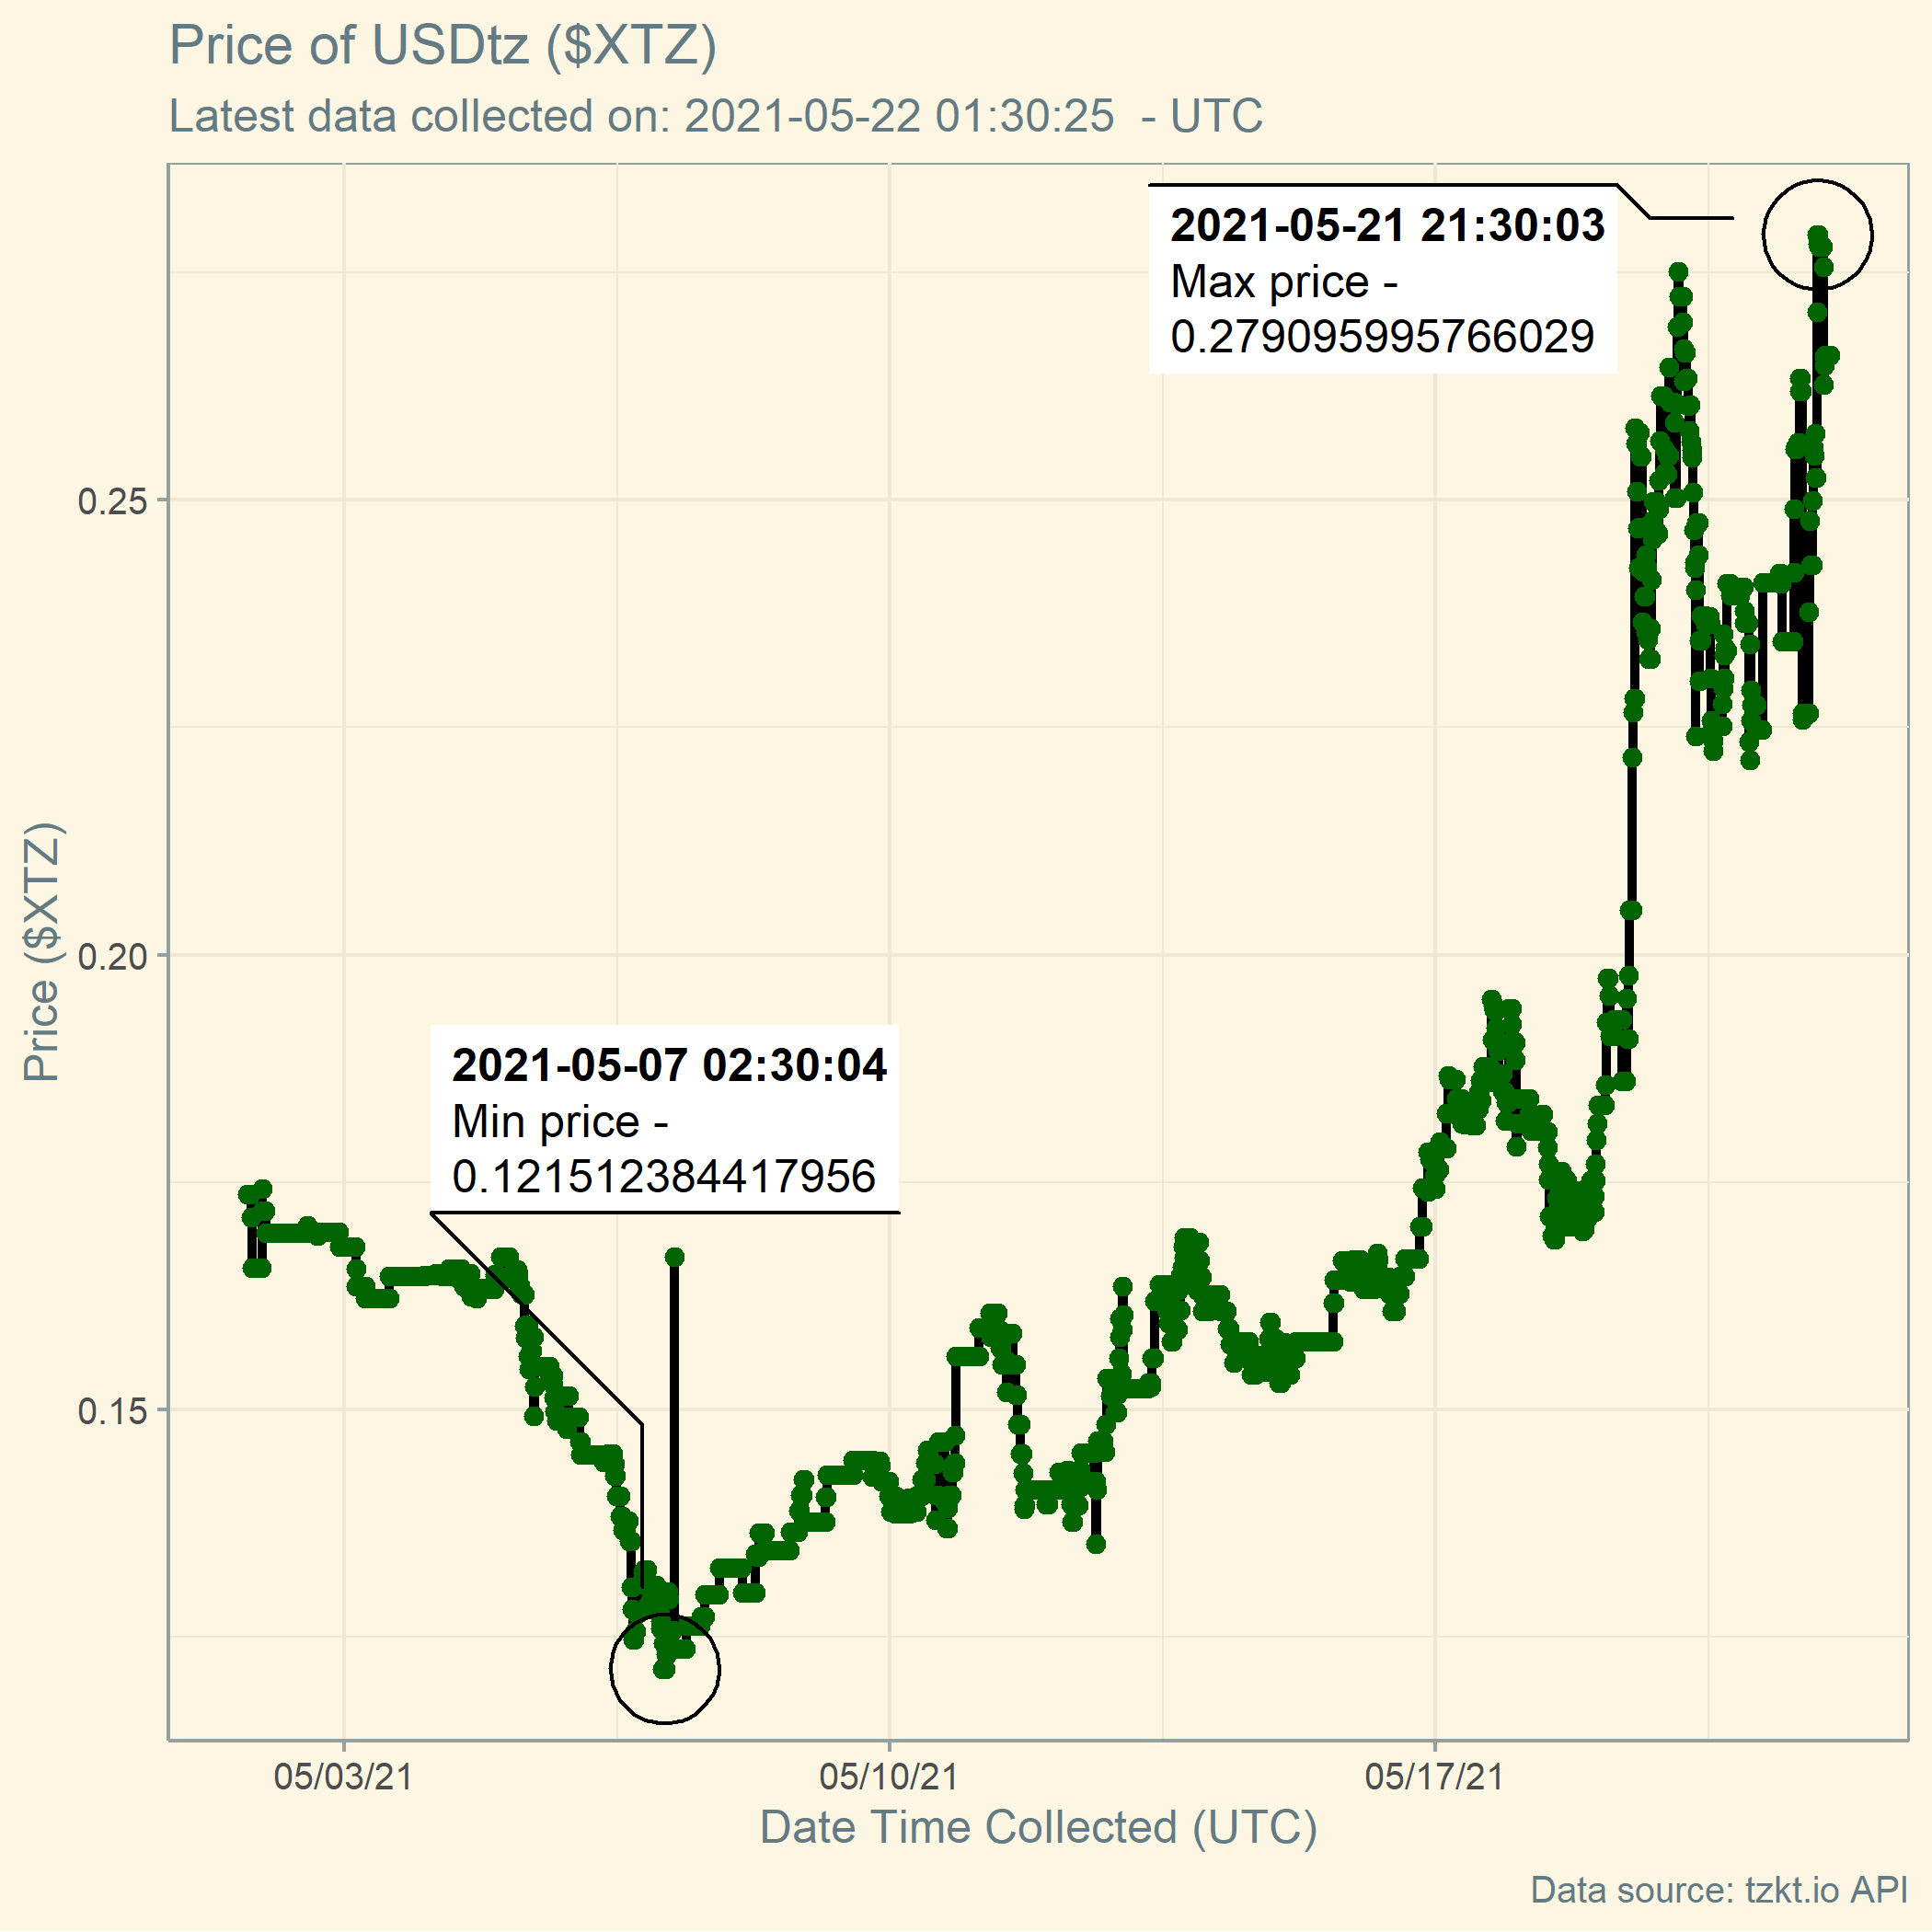 Price of USDtz ($XTZ)
Latest data collected on: 2021-05-22 01:30:25  - UTC
2021-05-21 21:30:03
Max price -
0.279095995766029
0.25
0.20
0.15
Price ($XTZ)
2021-05-07 02:30:04
Min price -
0.121512384417956
05/03/21
05/10/21
05/17/21
Date Time Collected (UTC)
Data source: tzkt.io API